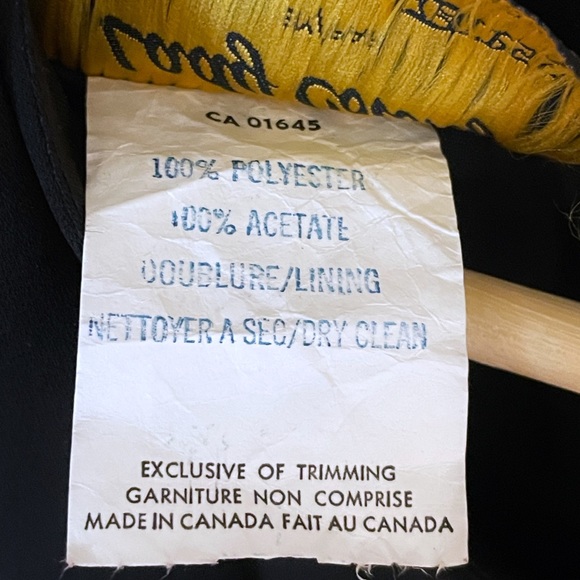 CA 01645
100% POLYESTER
100% ACETATE
DOUBLURE/LINING
NETTOYER A SEC/DRY CLEAN
EXCLUSIVE OF TRIMMING
GARNITURE NON COMPRISE
MADE IN CANADA FAIT AU CANADA